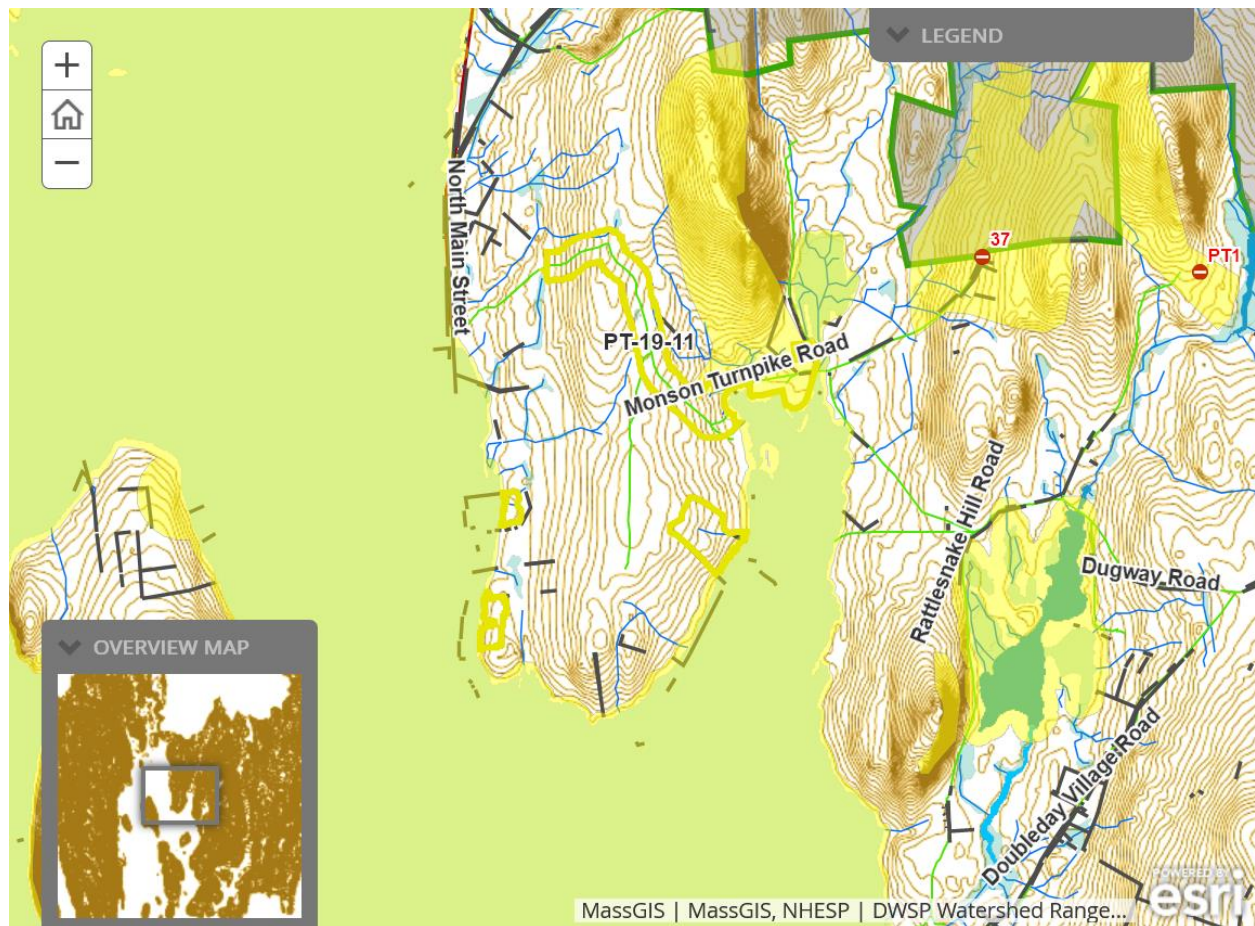 +
−
LEGEND
North Main Street
37
PT1
PT-19-11
Monson Turnpike Road
Rattlesnake Hill Road
Dugway Road
OVERVIEW MAP
Doubleday Village Road
POWERED BY
esri
MassGIS | MassGIS, NHESP | DWSP Watershed Range...